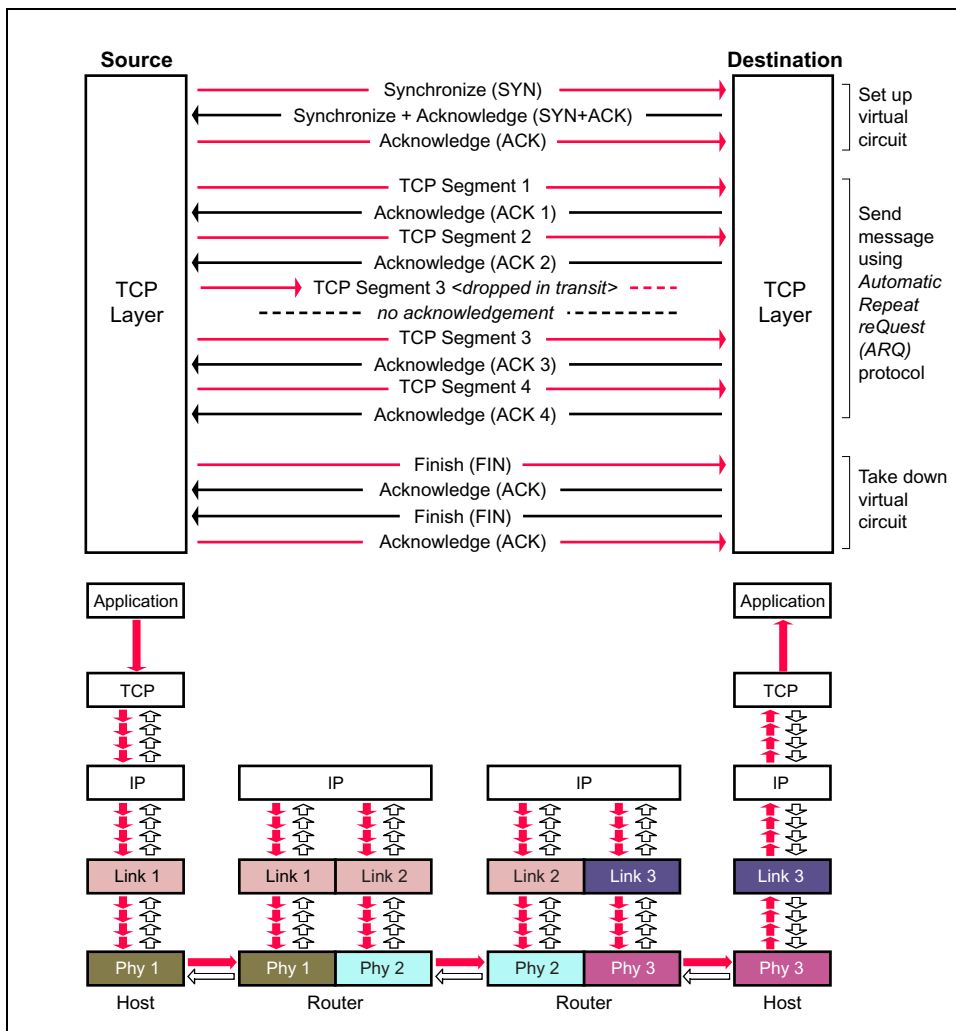 Source
Destination
Synchronize (SYN)
Synchronize + Acknowledge (SYN+ACK)
Acknowledge (ACK)
Set up
virtual
circuit
TCP Segment 1
Acknowledge (ACK 1)
TCP Segment 2
Acknowledge (ACK 2)
TCP Segment 3 <dropped in transit>
no acknowledgement
TCP Segment 3
Acknowledge (ACK 3)
TCP Segment 4
Acknowledge (ACK 4)
TCP
Layer
TCP
Layer
Send
message
using
Automatic
Repeat
reQuest
(ARQ)
protocol
Finish (FIN)
Acknowledge (ACK)
Finish (FIN)
Acknowledge (ACK)
Take down
virtual
circuit
Application
Application
TCP
TCP
IP
IP
IP
IP
Link 1
Link 1
Link 2
Link 2
Link 3
Link 3
Phy 1
Phy 1
Phy 2
Phy 2
Phy 3
Phy 3
Host
Router
Router
Host